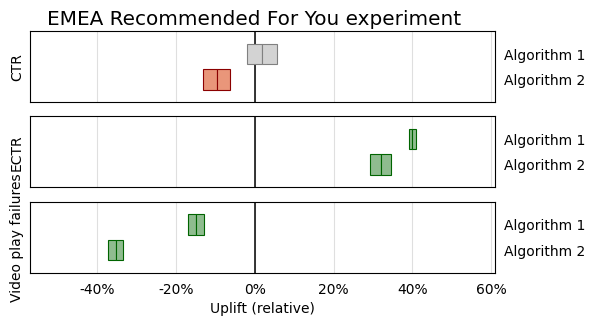 EMEA Recommended For You experiment
CTR
Algorithm 1
Algorithm 2
ECTR
Algorithm 1
Algorithm 2
Video play failures
Algorithm 1
Algorithm 2
-40% -20% 0% 20% 40% 60%
Uplift (relative)